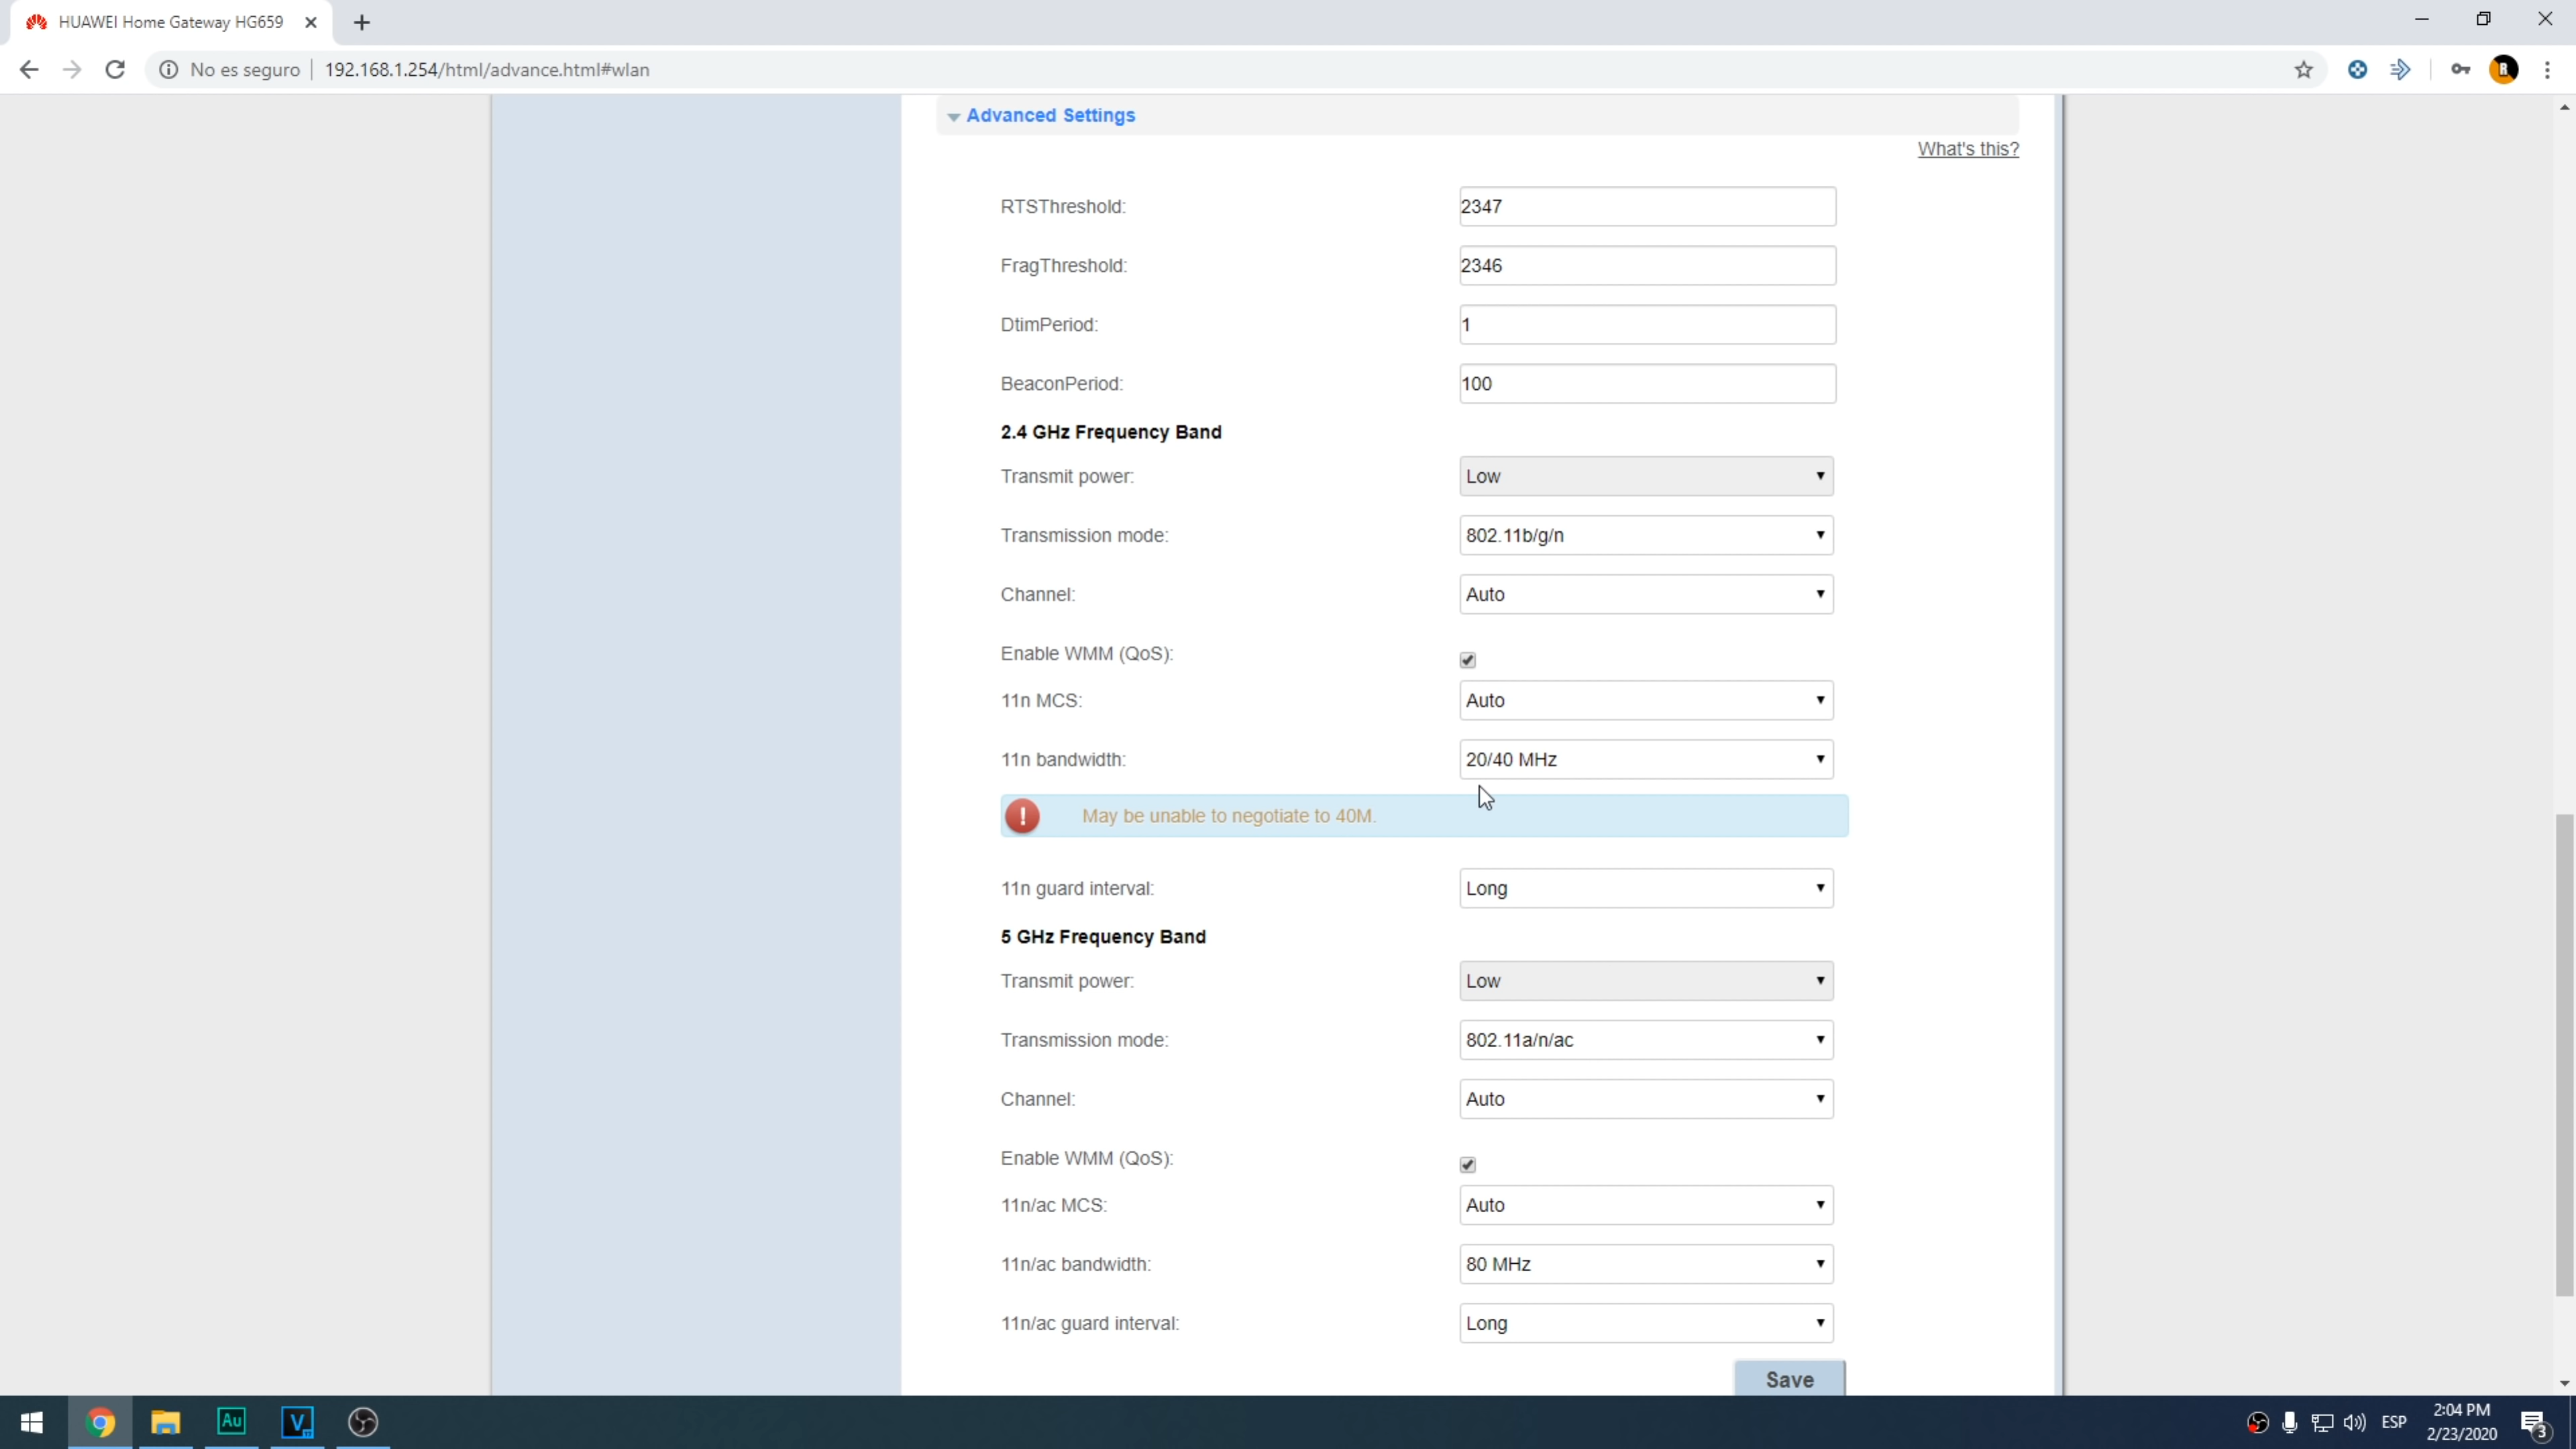 HUAWEI Home Gateway HG659
No es seguro
192.168.1.254/html/advance.html#wlan
R
Advanced Settings
What's this?
RTSThreshold: 2347
FragThreshold: 2346
DtimPeriod: 1
BeaconPeriod: 100
2.4 GHz Frequency Band
Transmit power: Low
Transmission mode: 802.11b/g/n
Channel: Auto
Enable WMM (QoS):
11n MCS: Auto
11n bandwidth: 20/40 MHz
! May be unable to negotiate to 40M.
11n guard interval: Long
5 GHz Frequency Band
Transmit power: Low
Transmission mode: 802.11a/n/ac
Channel: Auto
Enable WMM (QoS):
11n/ac MCS: Auto
11n/ac bandwidth: 80 MHz
11n/ac guard interval: Long
Save
Au
V
ESP
2:04 PM
2/23/2020
3